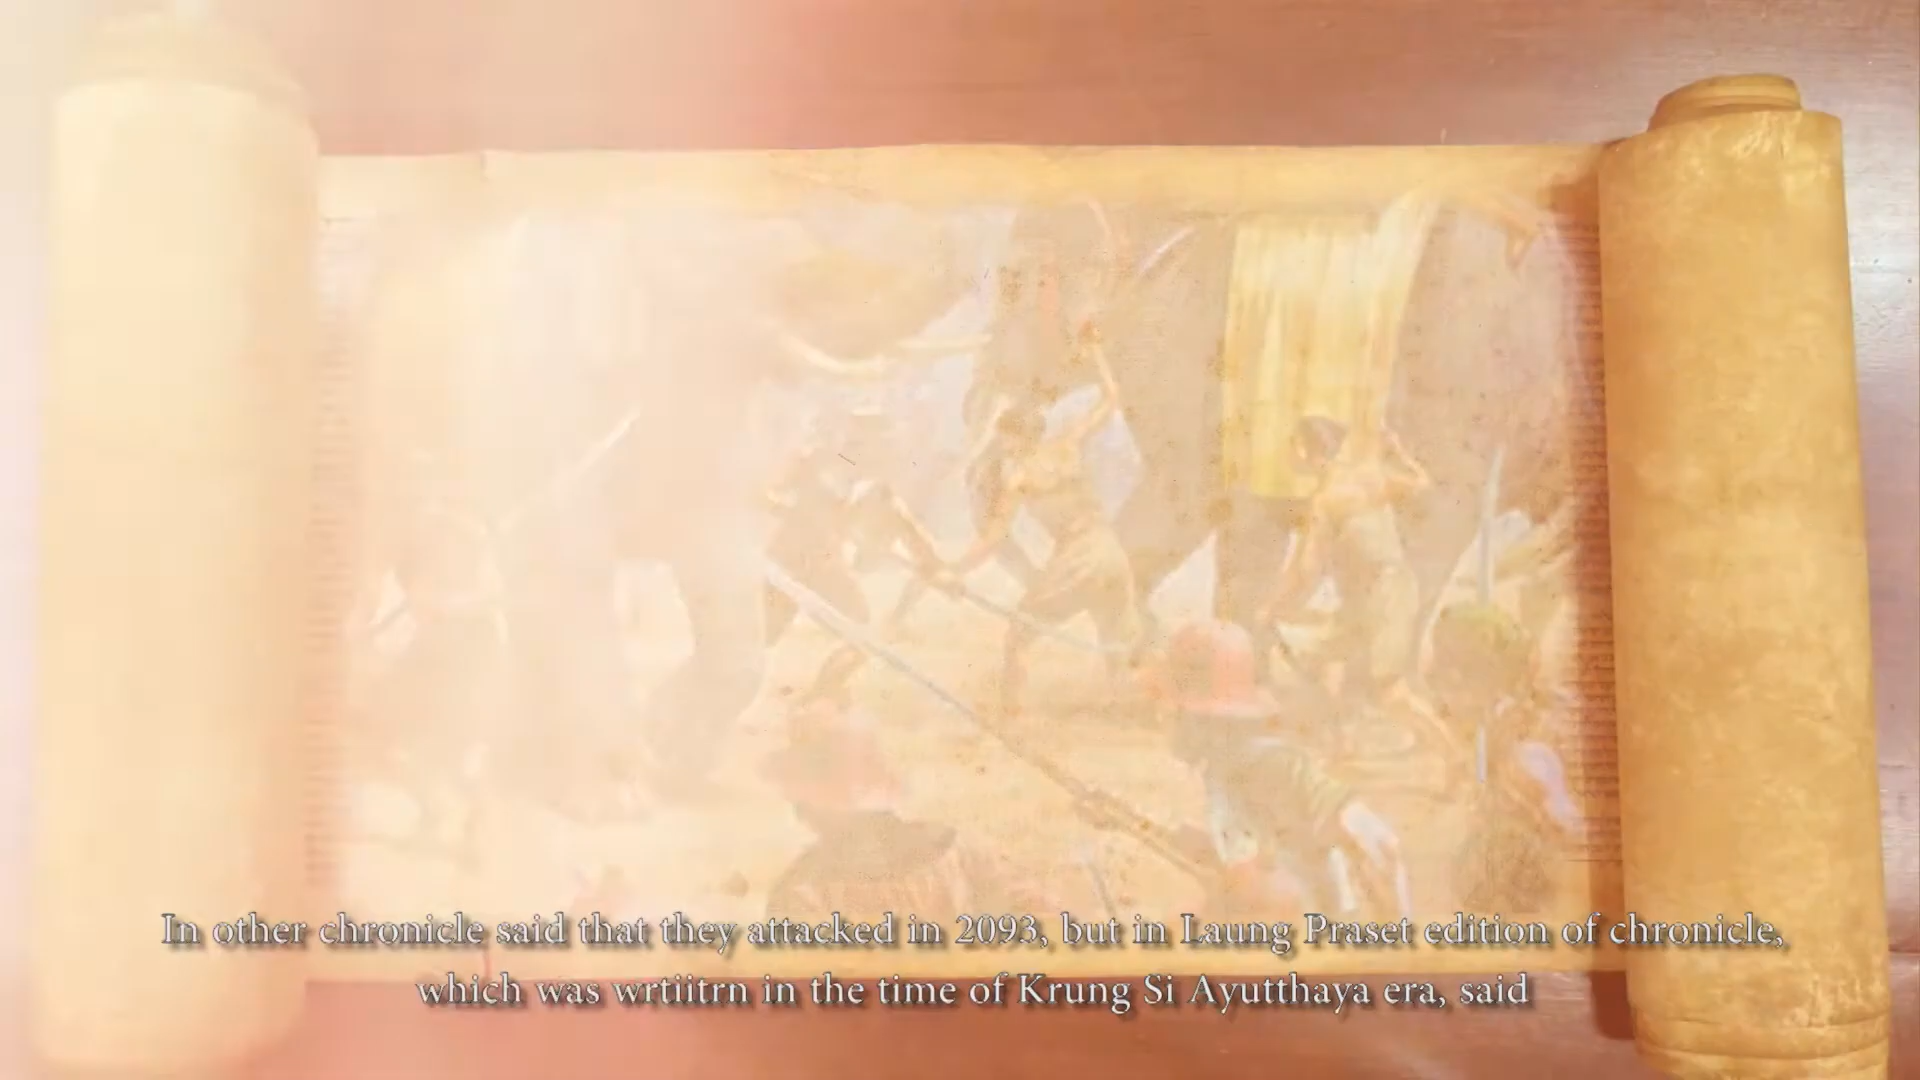 In other chronicle said that they attacked in 2093, but in Laung Praset edition of chronicle,
which was wrtiitrn in the time of Krung Si Ayutthaya era, said